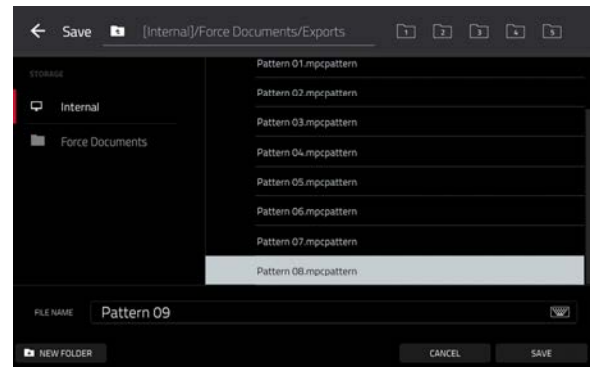 Save [Internal]/Force Documents/Exports 1 2 3 4 5
STORAGE
Internal
Force Documents
Pattern 01.mpcpattern
Pattern 02.mpcpattern
Pattern 03.mpcpattern
Pattern 04.mpcpattern
Pattern 05.mpcpattern
Pattern 06.mpcpattern
Pattern 07.mpcpattern
Pattern 08.mpcpattern
FILE NAME Pattern 09
NEW FOLDER CANCEL SAVE